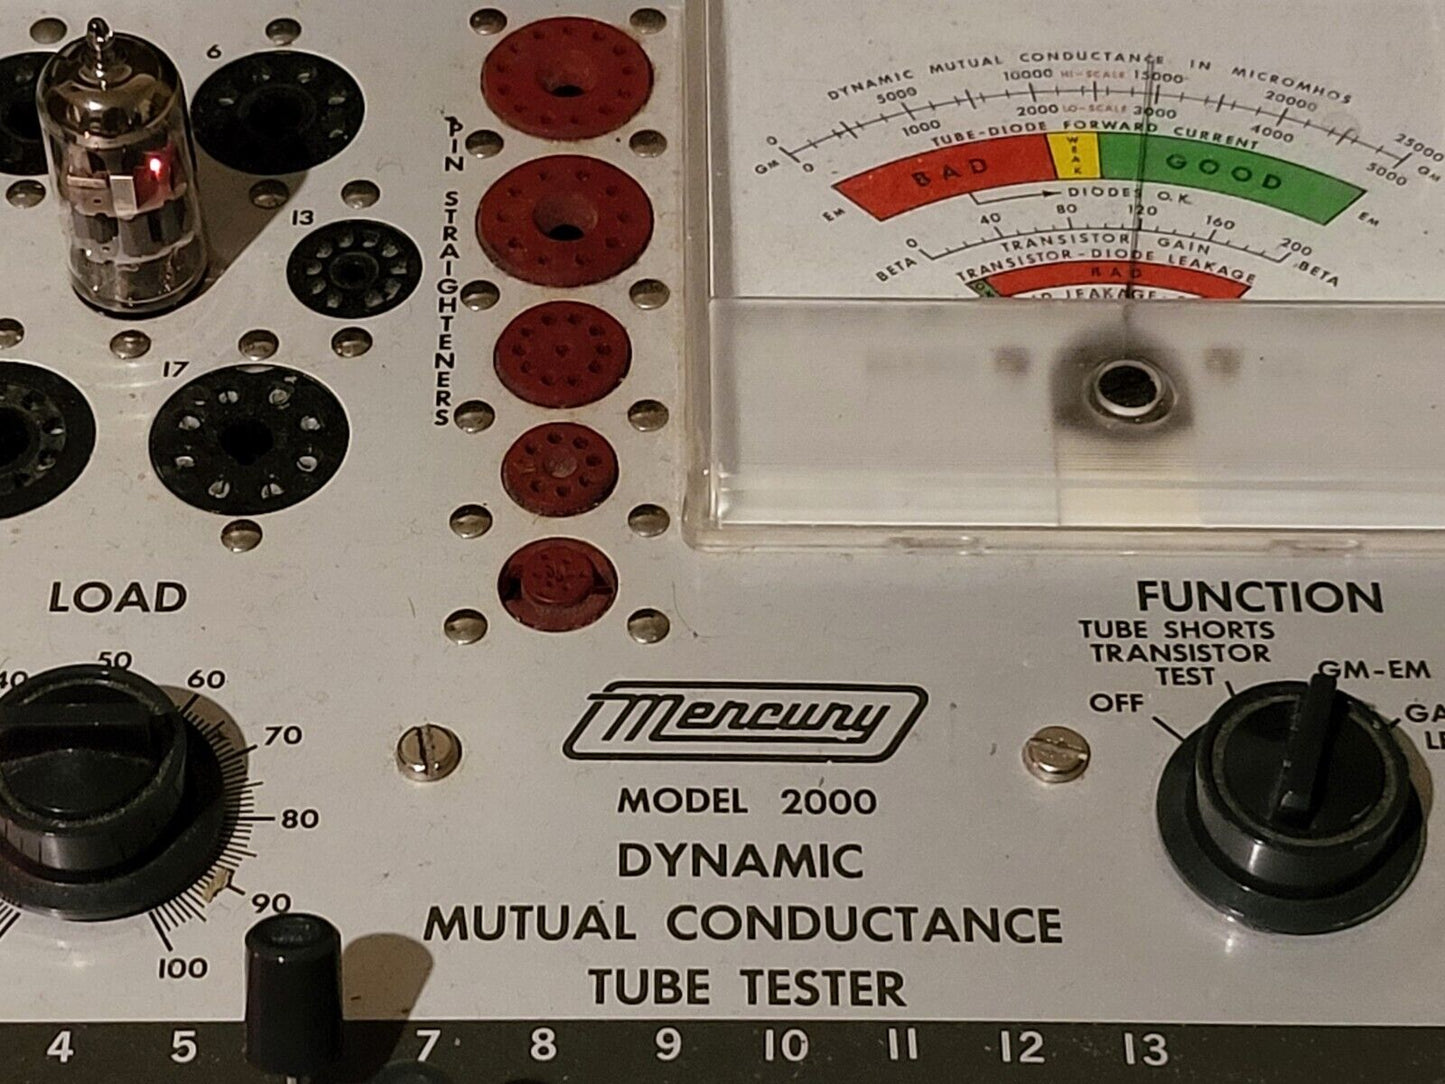 6
13
17
PIN STRAIGHTENERS
DYNAMIC MUTUAL CONDUCTANCE IN MICROMHOS
0 5000 10000 HI-SCALE 15000 20000 25000
GM 0 1000 2000 LO-SCALE 3000 4000 5000 GM
TUBE-DIODE FORWARD CURRENT
EM BAD WEAK GOOD EM
DIODES O.K.
0 40 80 120 160 200
BETA TRANSISTOR GAIN BETA
TRANSISTOR-DIODE LEAKAGE
OK BAD
LEAKAGE
LOAD
40 50 60 70 80 90 100
FUNCTION
TUBE SHORTS
TRANSISTOR
TEST
OFF
GM-EM
Mercury
MODEL 2000
DYNAMIC
MUTUAL CONDUCTANCE
TUBE TESTER
4 5 7 8 9 10 11 12 13